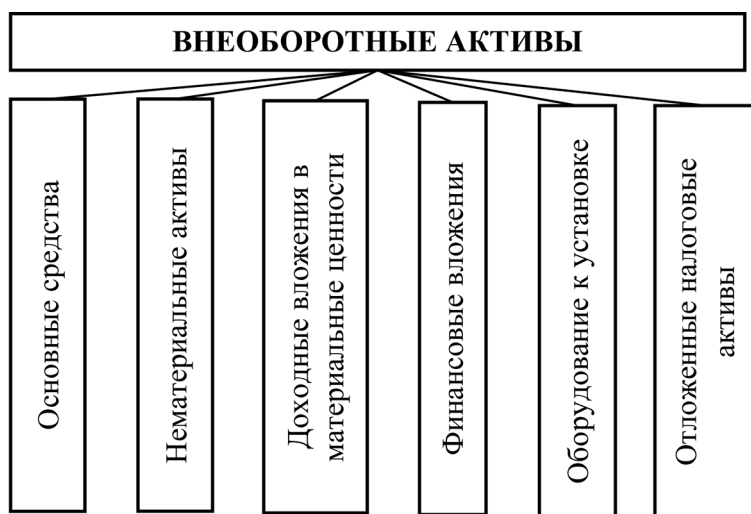 ВНЕОБОРОТНЫЕ АКТИВЫ
Основные средства
Нематериальные активы
Доходные вложения в
материальные ценности
Финансовые вложения
Оборудование к установке
Отложенные налоговые
активы